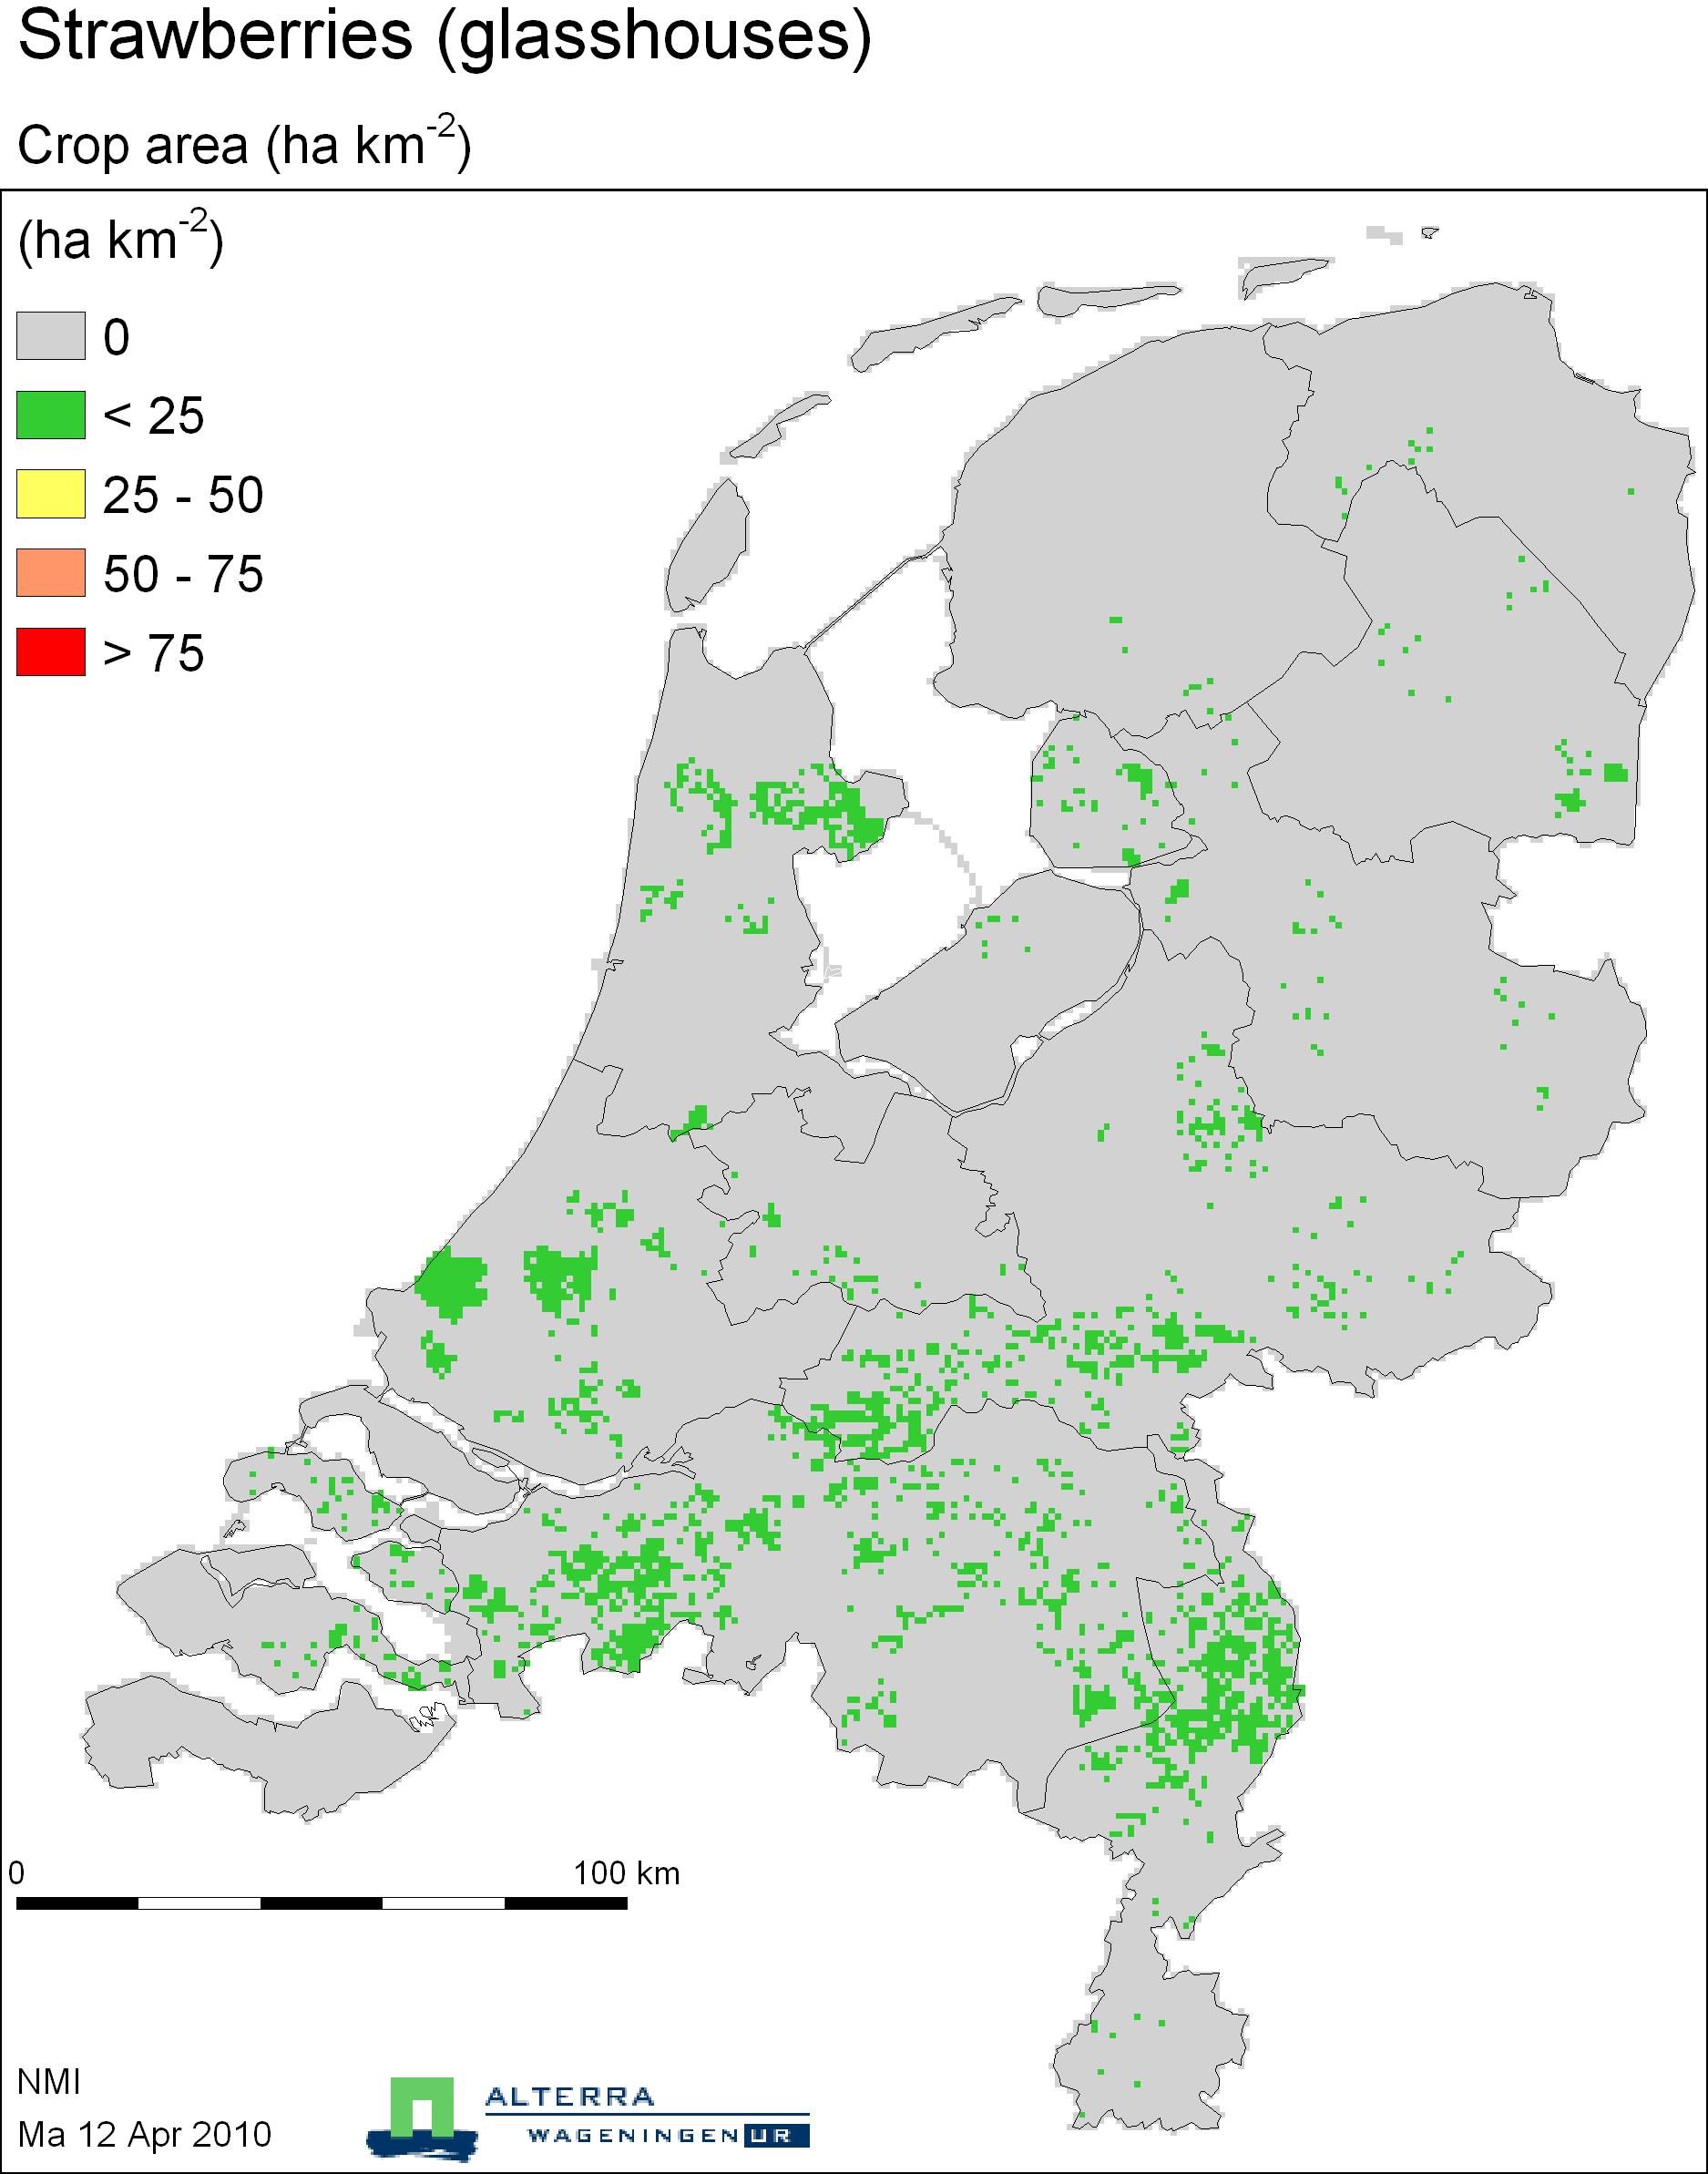 Strawberries (glasshouses)
Crop area (ha km-2)
(ha km-2)
0
< 25
25 - 50
50 - 75
> 75
0 100 km
NMI
Ma 12 Apr 2010
ALTERRA
WAGENINGEN UR